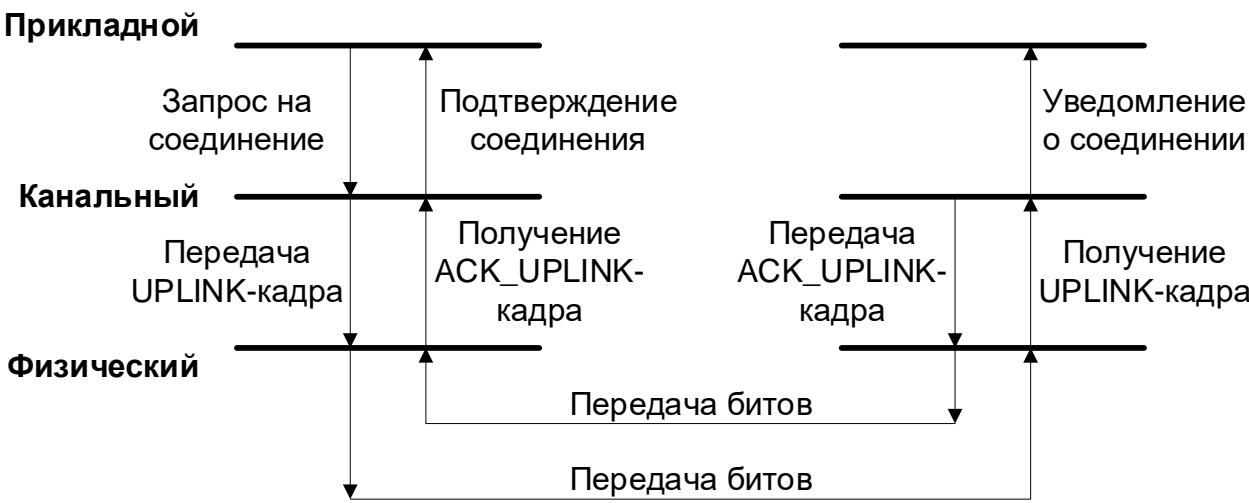 Прикладной
Запрос на
соединение
Подтверждение
соединения
Уведомление
о соединении
Канальный
Передача
UPLINK-кадра
Получение
ACK_UPLINK-
кадра
Передача
ACK_UPLINK-
кадра
Получение
UPLINK-кадра
Физический
Передача битов
Передача битов